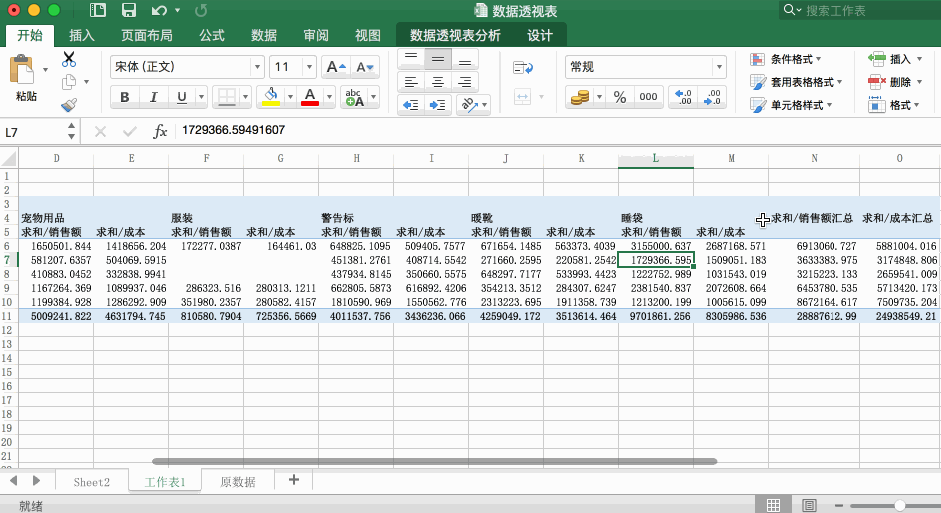 数据透视表
搜索工作表
开始 插入 页面布局 公式 数据 审阅 视图 数据透视表分析 设计
粘贴
宋体 (正文) 11 A A
B I U A abc
常规
% 000 .0 .00 .00 .0
条件格式
套用表格格式
单元格样式
插入
删除
格式
L7 fx 1729366.59491607
D E F G H I J K L M N O
1
2
3
4 宠物用品 服装 警告标 暖靴 睡袋 求和/销售额汇总 求和/成本汇总
5 求和/销售额 求和/成本 求和/销售额 求和/成本 求和/销售额 求和/成本 求和/销售额 求和/成本 求和/销售额 求和/成本
6 1650501.844 1418656.204 172277.0387 164461.03 648825.1095 509405.7577 671654.1485 563373.4039 3155000.637 2687168.571 6913060.727 5881004.016
7 581207.6357 504069.5915 451381.2761 408714.5542 271660.2595 220581.2542 1729366.595 1509051.183 3633383.975 3174848.806
8 410883.0452 332838.9941 437934.8145 350660.5575 648297.7177 533993.4423 1222752.989 1031543.019 3215223.133 2659541.009
9 1167264.369 1089937.046 286323.516 280313.1211 662805.5873 616892.4206 354213.3512 284307.6247 2381540.837 2072608.664 6453780.535 5713420.173
10 1199384.928 1286292.909 351980.2357 280582.4157 1810590.969 1550562.776 2313223.695 1911358.739 1213200.199 1005615.099 8672164.617 7509735.204
11 5009241.822 4631794.745 810580.7904 725356.5669 4011537.756 3436236.066 4259049.172 3513614.464 9701861.256 8305986.536 28887612.99 24938549.21
12
13
14
15
16
17
18
19
20
21
Sheet2 工作表1 原数据 +
就绪